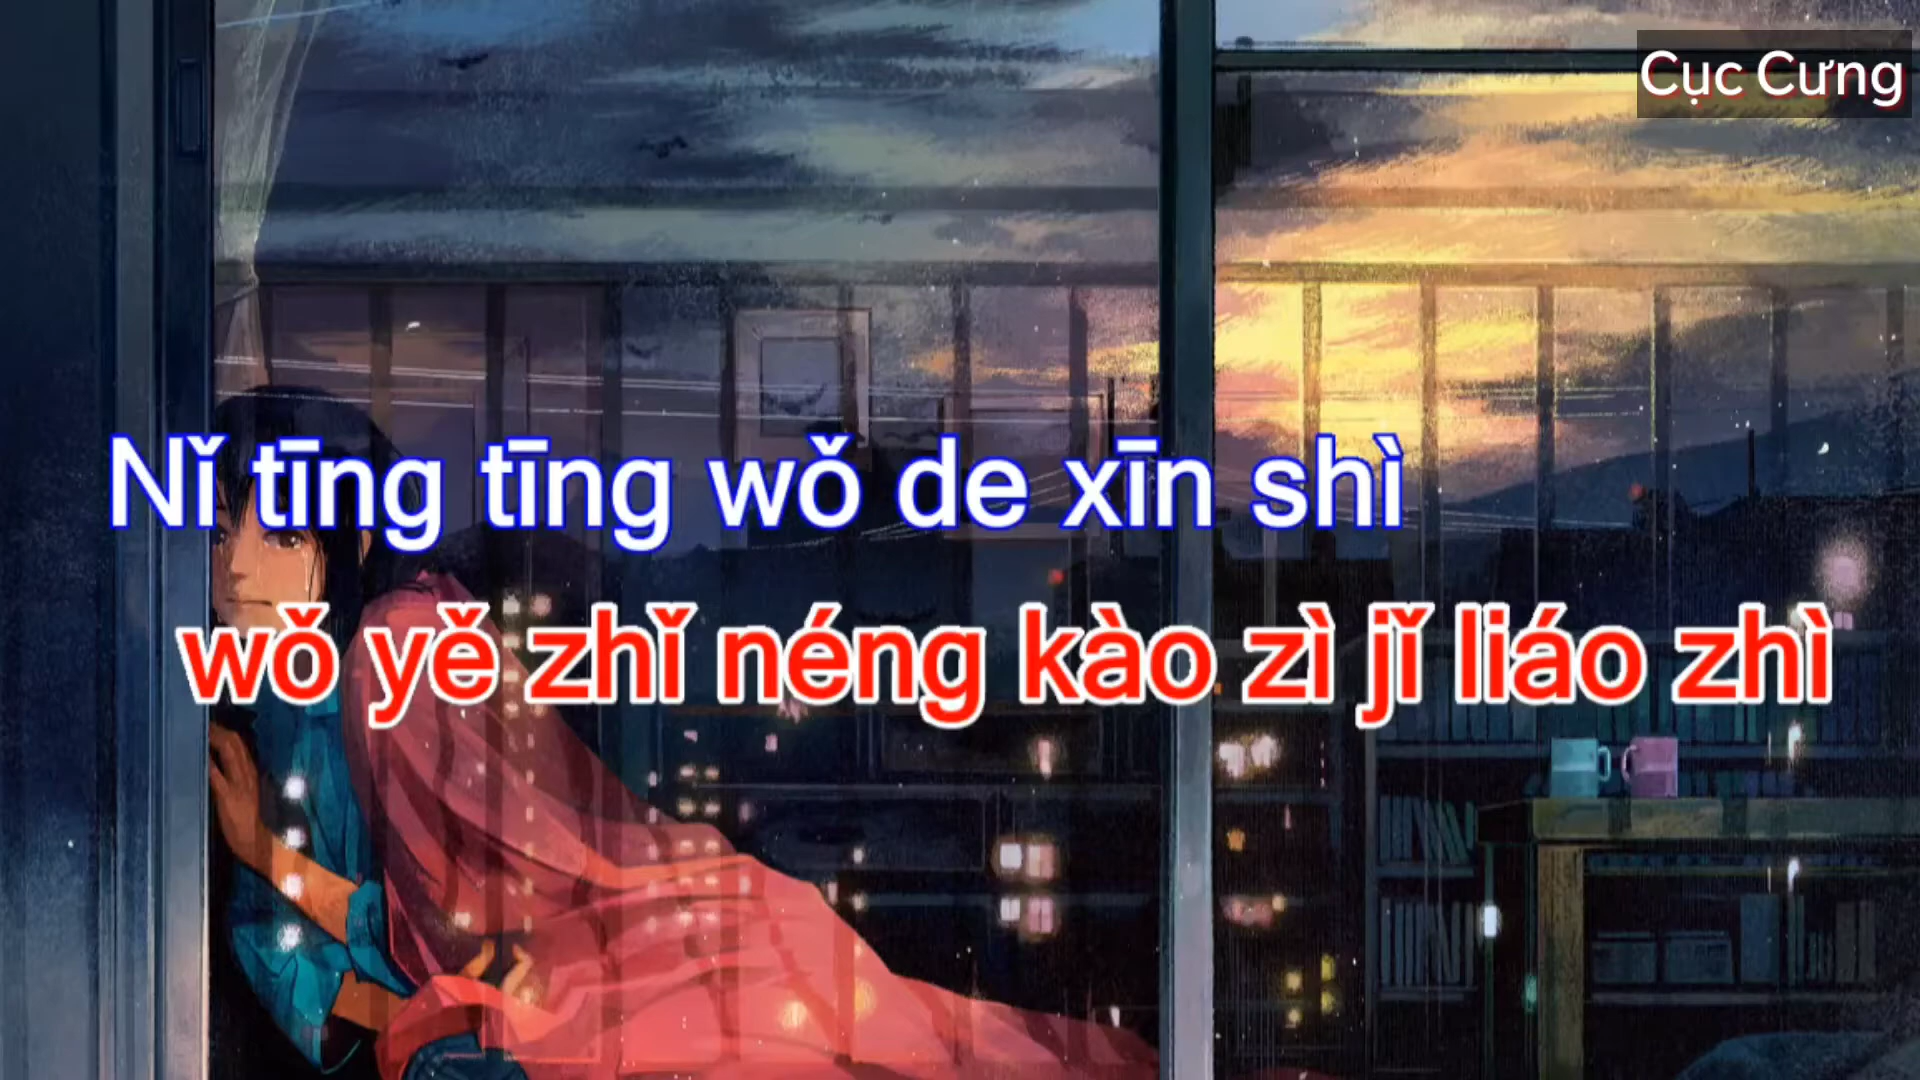 Cục Cưng
Nǐ tīng tīng wǒ de xīn shì
wǒ yě zhǐ néng kào zì jǐ liáo zhì